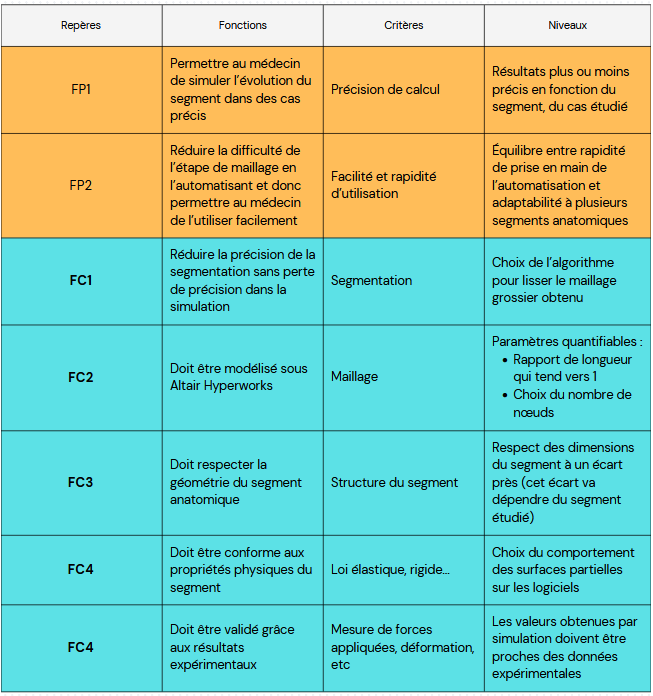 Repères
Fonctions
Critères
Niveaux
FP1
Permettre au médecin
de simuler l'évolution du
segment dans des cas
précis
Précision de calcul
Résultats plus ou moins
précis en fonction du
segment, du cas étudié
FP2
Réduire la difficulté de
l'étape de maillage en
l'automatisant et donc
permettre au médecin
de l'utiliser facilement
Facilité et rapidité
d'utilisation
Équilibre entre rapidité
de prise en main de
l'automatisation et
adaptabilité à plusieurs
segments anatomiques
FC1
Réduire la précision de la
segmentation sans perte
de précision dans la
simulation
Segmentation
Choix de l'algorithme
pour lisser le maillage
grossier obtenu
FC2
Doit être modélisé sous
Altair Hyperworks
Maillage
Paramètres quantifiables :
• Rapport de longueur
qui tend vers 1
• Choix du nombre de
nœuds
FC3
Doit respecter la
géométrie du segment
anatomique
Structure du segment
Respect des dimensions
du segment à un écart
près (cet écart va
dépendre du segment
étudié)
FC4
Doit être conforme aux
propriétés physiques du
segment
Loi élastique, rigide...
Choix du comportement
des surfaces partielles
sur les logiciels
FC4
Doit être validé grâce
aux résultats
expérimentaux
Mesure de forces
appliquées, déformation,
etc
Les valeurs obtenues par
simulation doivent être
proches des données
expérimentales